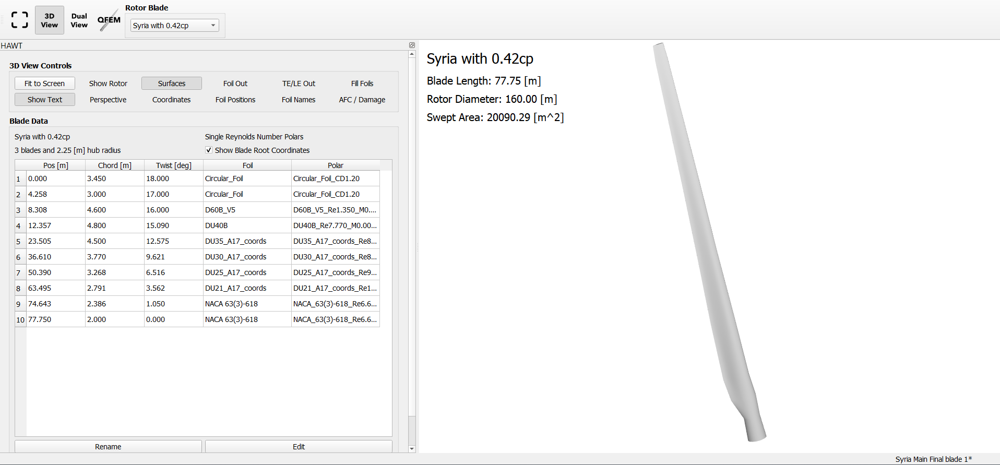 3D View
Dual View
QFEM
Rotor Blade
Syria with 0.42cp
HAWT
3D View Controls
Fit to Screen Show Rotor Surfaces Foil Out TE/LE Out Fill Foils
Show Text Perspective Coordinates Foil Positions Foil Names AFC / Damage
Blade Data
Syria with 0.42cp Single Reynolds Number Polars
3 blades and 2.25 [m] hub radius Show Blade Root Coordinates
Pos [m] Chord [m] Twist [deg] Foil Polar
1 0.000 3.450 18.000 Circular_Foil Circular_Foil_CD1.20
2 4.258 3.000 17.000 Circular_Foil Circular_Foil_CD1.20
3 8.308 4.600 16.000 D60B_V5 D60B_V5_Re1.350_M0....
4 12.357 4.800 15.090 DU40B DU40B_Re7.770_M0.00...
5 23.505 4.500 12.575 DU35_A17_coords DU35_A17_coords_Re8...
6 36.610 3.770 9.621 DU30_A17_coords DU30_A17_coords_Re8...
7 50.390 3.268 6.516 DU25_A17_coords DU25_A17_coords_Re9...
8 63.495 2.791 3.562 DU21_A17_coords DU21_A17_coords_Re1...
9 74.643 2.386 1.050 NACA 63(3)-618 NACA_63(3)-618_Re6.6...
10 77.750 2.000 0.000 NACA 63(3)-618 NACA_63(3)-618_Re6.6...
Rename Edit
Syria with 0.42cp
Blade Length: 77.75 [m]
Rotor Diameter: 160.00 [m]
Swept Area: 20090.29 [m^2]
Syria Main Final blade 1*